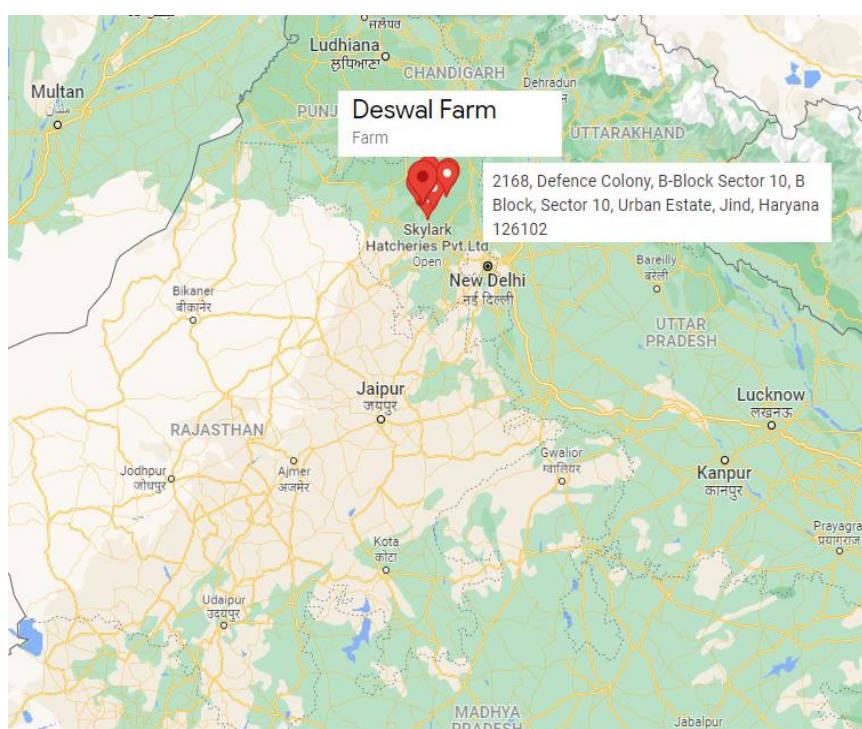 जਲੰਧਰ
Ludhiana
ਲੁਧਿਆਣਾ
CHANDIGARH
Multan
ملتان
Dehradun
PUNJ
Deswal Farm
Farm
UTTARAKHAND
2168, Defence Colony, B-Block Sector 10, B
Block, Sector 10, Urban Estate, Jind, Haryana
126102
Skylark
Hatcheries Pvt.Ltd
Open
New Delhi
नई दिल्ली
Bareilly
बरेली
Bikaner
बीकानेर
UTTAR
PRADESH
Jaipur
जयपुर
Lucknow
लखनऊ
RAJASTHAN
Gwalior
ग्वालियर
Jodhpur
जोधपुर
Ajmer
अजमेर
Kanpur
कानपुर
Prayagra
प्रयागराज
Kota
कोटा
Udaipur
उदयपुर
MADHYA
PRADESH
Jabalpur